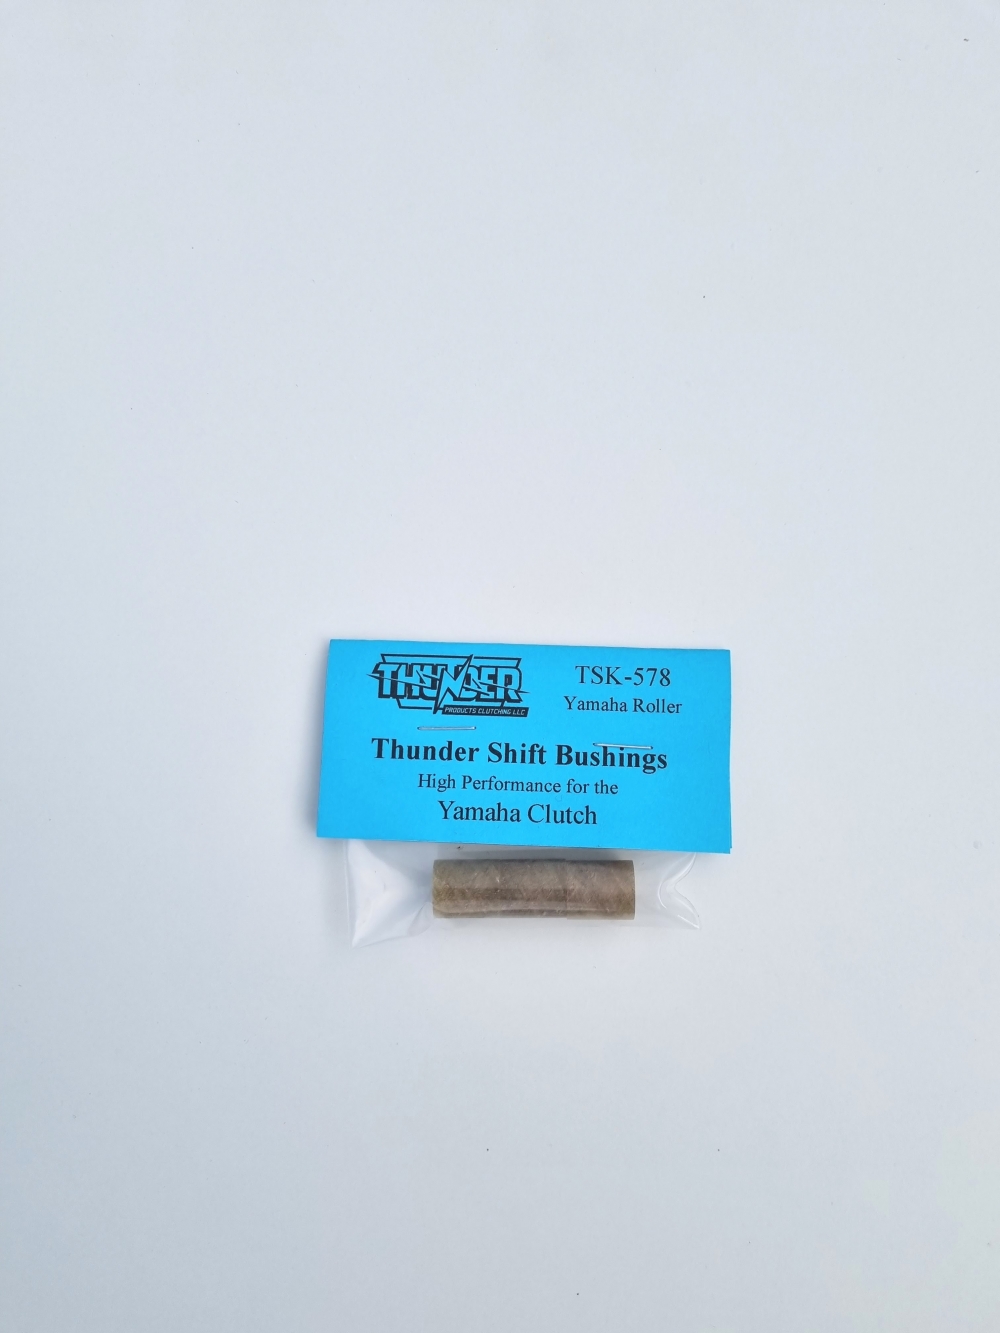 THUNDER
PRODUCTS CLUTCHING LLC
TSK-578
Yamaha Roller
Thunder Shift Bushings
High Performance for the
Yamaha Clutch